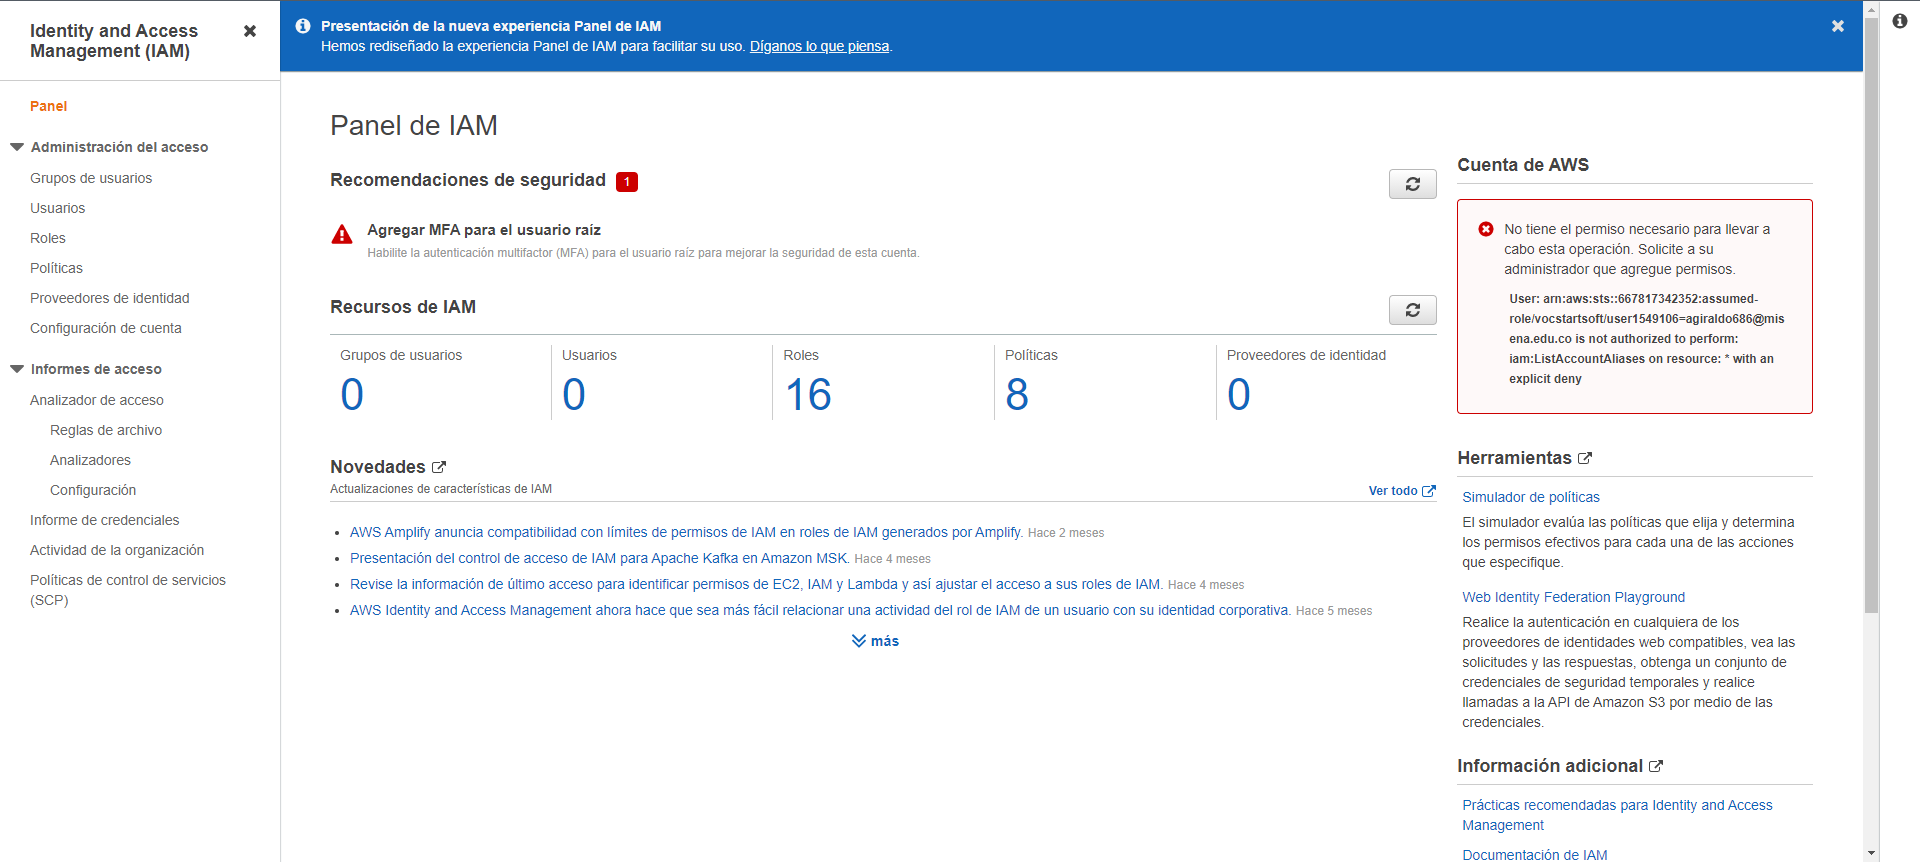 Identity and Access
Management (IAM)
Panel
Administración del acceso
Grupos de usuarios
Usuarios
Roles
Políticas
Proveedores de identidad
Configuración de cuenta
Informes de acceso
Analizador de acceso
Reglas de archivo
Analizadores
Configuración
Informe de credenciales
Actividad de la organización
Políticas de control de servicios
(SCP)
Presentación de la nueva experiencia Panel de IAM
Hemos rediseñado la experiencia Panel de IAM para facilitar su uso. Díganos lo que piensa.
Panel de IAM
Recomendaciones de seguridad 1
Agregar MFA para el usuario raíz
Habilite la autenticación multifactor (MFA) para el usuario raíz para mejorar la seguridad de esta cuenta.
Recursos de IAM
Grupos de usuarios
0
Usuarios
0
Roles
16
Políticas
8
Proveedores de identidad
0
Novedades
Actualizaciones de características de IAM
Ver todo
AWS Amplify anuncia compatibilidad con límites de permisos de IAM en roles de IAM generados por Amplify. Hace 2 meses
Presentación del control de acceso de IAM para Apache Kafka en Amazon MSK. Hace 4 meses
Revise la información de último acceso para identificar permisos de EC2, IAM y Lambda y así ajustar el acceso a sus roles de IAM. Hace 4 meses
AWS Identity and Access Management ahora hace que sea más fácil relacionar una actividad del rol de IAM de un usuario con su identidad corporativa. Hace 5 meses
más
Cuenta de AWS
No tiene el permiso necesario para llevar a
cabo esta operación. Solicite a su
administrador que agregue permisos.
User: arn:aws:sts::667817342352:assumed-
role/vocstartsoft/user1549106=agiraldo686@mis
ena.edu.co is not authorized to perform:
iam:ListAccountAliases on resource: * with an
explicit deny
Herramientas
Simulador de políticas
El simulador evalúa las políticas que elija y determina
los permisos efectivos para cada una de las acciones
que especifique.
Web Identity Federation Playground
Realice la autenticación en cualquiera de los
proveedores de identidades web compatibles, vea las
solicitudes y las respuestas, obtenga un conjunto de
credenciales de seguridad temporales y realice
llamadas a la API de Amazon S3 por medio de las
credenciales.
Información adicional
Prácticas recomendadas para Identity and Access
Management
Documentación de IAM